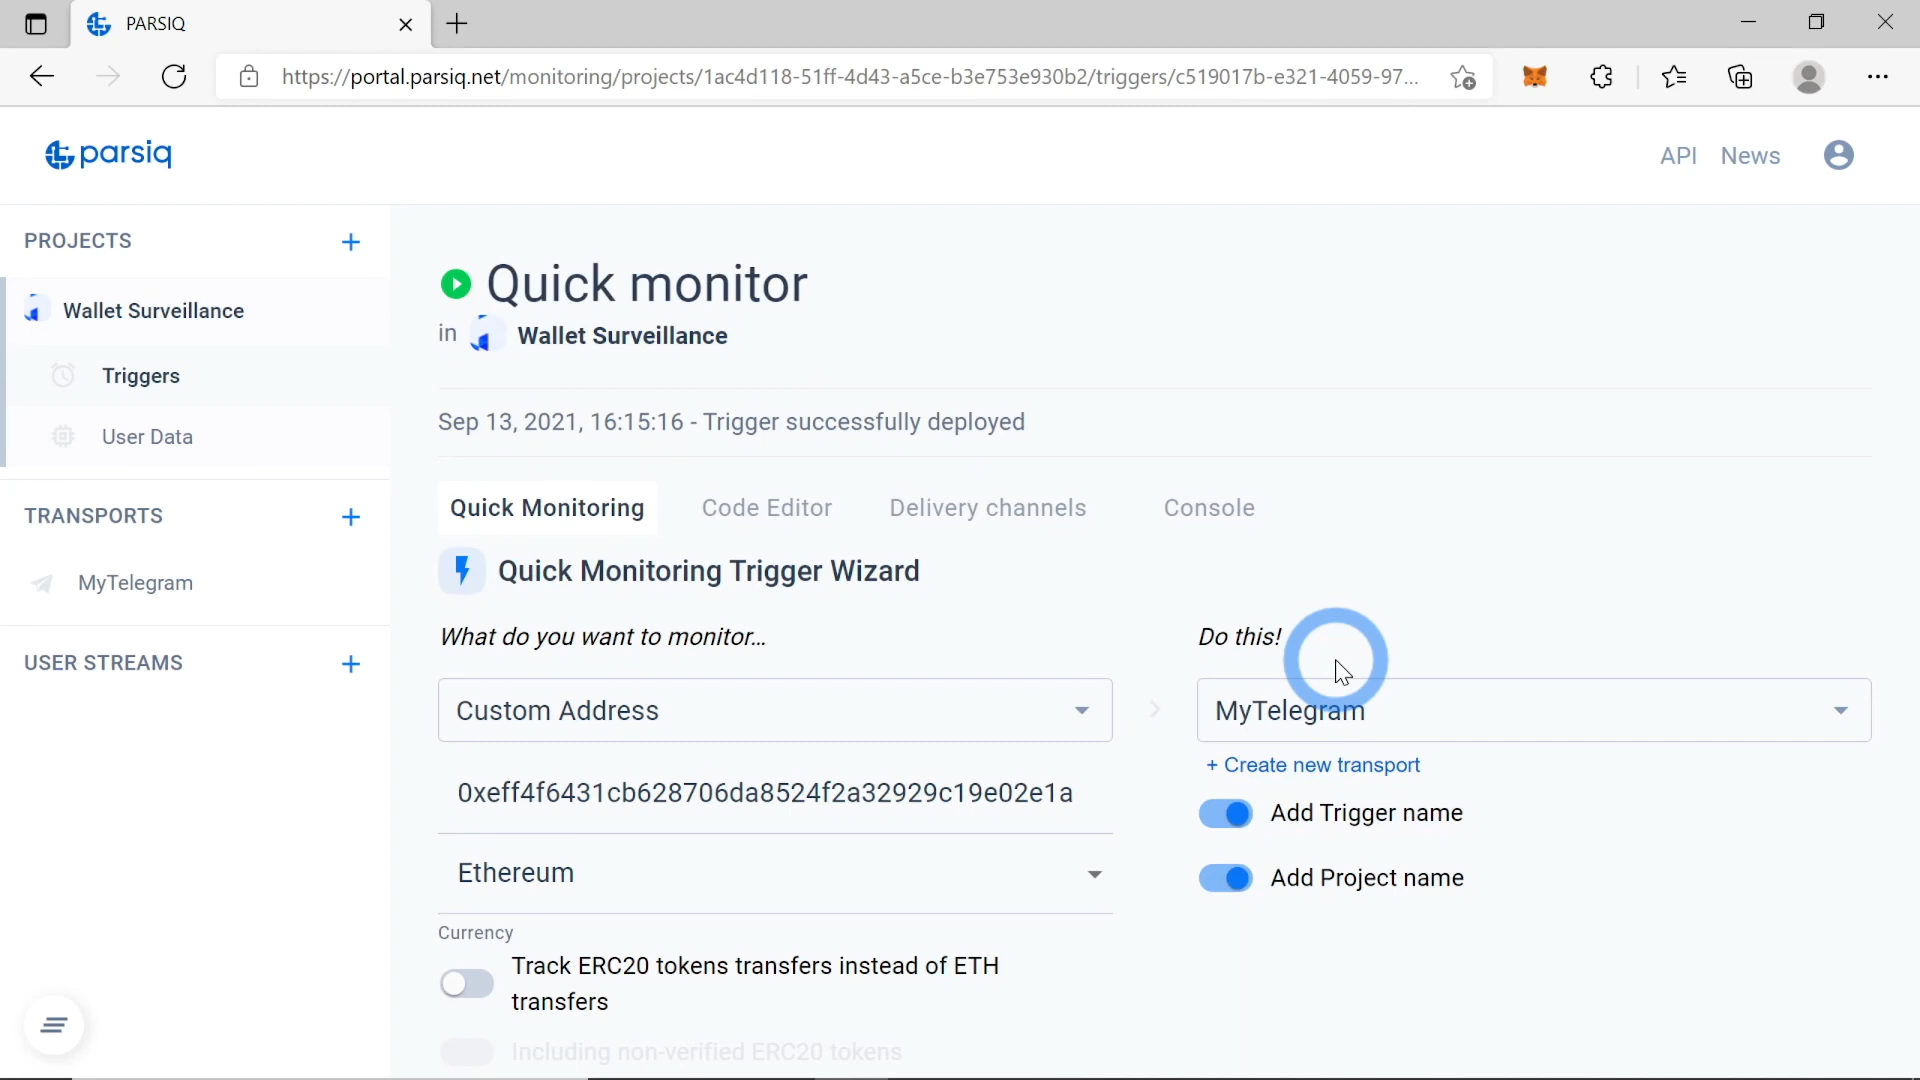 PARSIQ
https://portal.parsiq.net/monitoring/projects/1ac4d118-51ff-4d43-a5ce-b3e753e930b2/triggers/c519017b-e321-4059-97...
parsiq
API News
PROJECTS
Wallet Surveillance
Triggers
User Data
TRANSPORTS
MyTelegram
USER STREAMS
Quick monitor
in Wallet Surveillance
Sep 13, 2021, 16:15:16 - Trigger successfully deployed
Quick Monitoring Code Editor Delivery channels Console
Quick Monitoring Trigger Wizard
What do you want to monitor...
Custom Address
0xeff4f6431cb628706da8524f2a32929c19e02e1a
Ethereum
Currency
Track ERC20 tokens transfers instead of ETH
transfers
Including non-verified ERC20 tokens
Do this!
MyTelegram
+ Create new transport
Add Trigger name
Add Project name